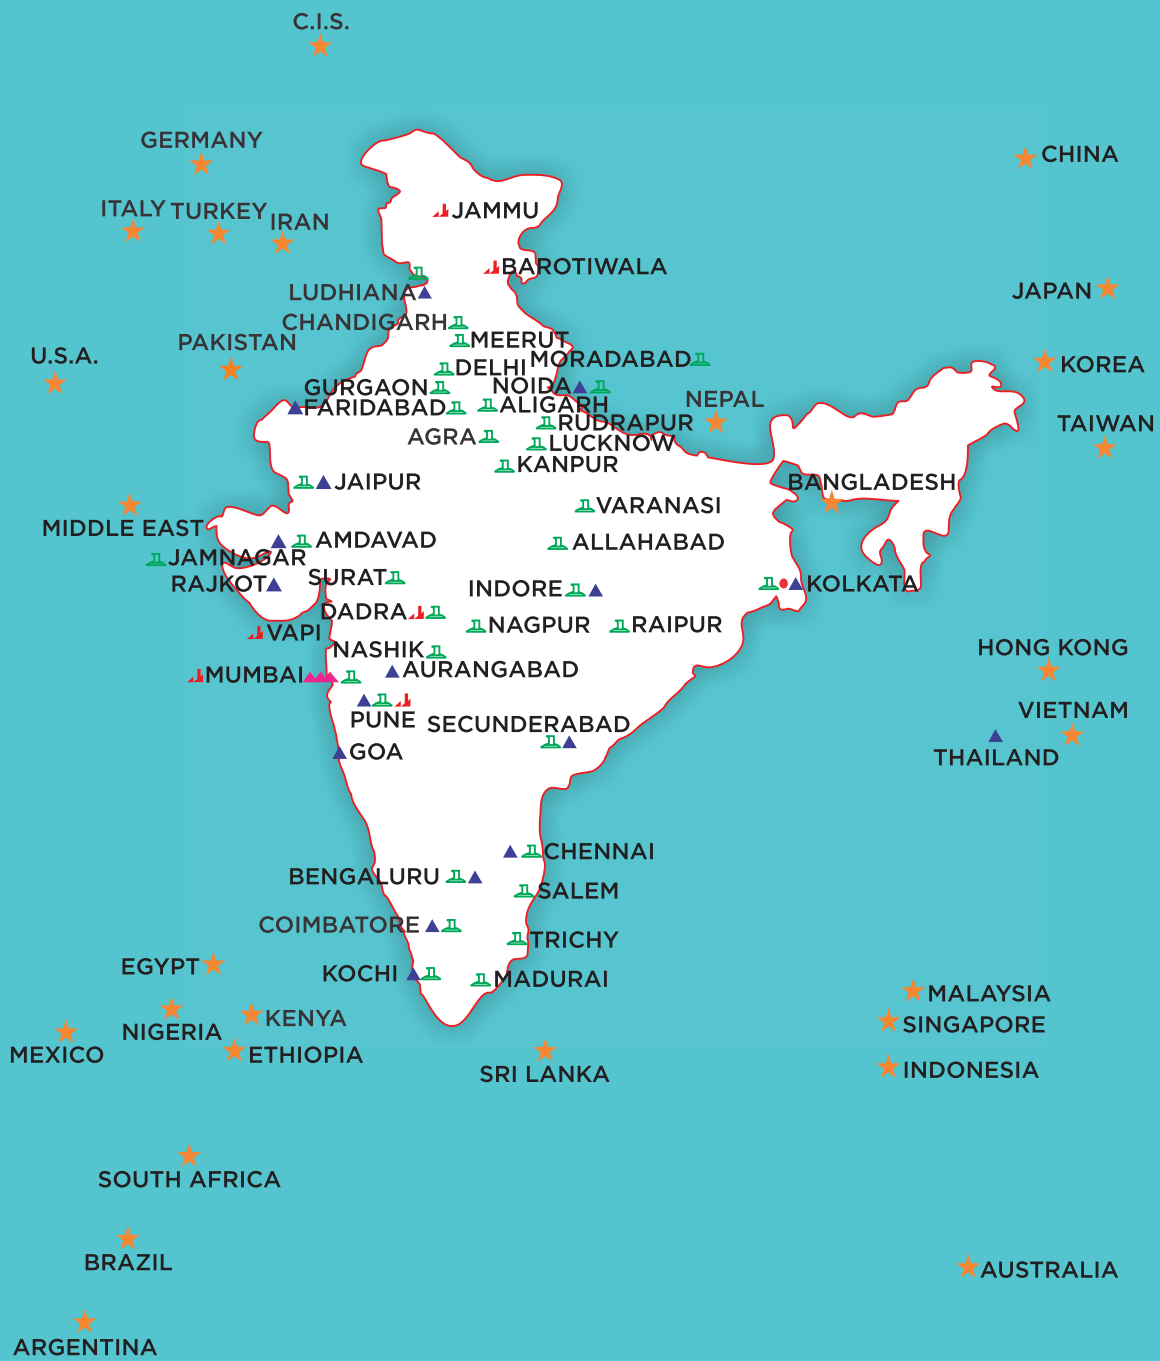 C.I.S.
GERMANY
CHINA
ITALY
TURKEY
IRAN
JAMMU
BAROTIWALA
LUDHIANA
JAPAN
CHANDIGARH
MEERUT
PAKISTAN
U.S.A.
MORADABAD
KOREA
DELHI
GURGAON
NOIDA
NEPAL
FARIDABAD
ALIGARH
RUDRAPUR
TAIWAN
AGRA
LUCKNOW
KANPUR
JAIPUR
BANGLADESH
VARANASI
MIDDLE EAST
AMDAVAD
ALLAHABAD
JAMNAGAR
SURAT
RAJKOT
INDORE
KOLKATA
DADRA
NAGPUR
RAIPUR
VAPI
NASHIK
HONG KONG
MUMBAI
AURANGABAD
VIETNAM
PUNE
SECUNDERABAD
GOA
THAILAND
CHENNAI
BENGALURU
SALEM
COIMBATORE
TRICHY
EGYPT
KOCHI
MADURAI
MALAYSIA
KENYA
NIGERIA
SINGAPORE
MEXICO
ETHIOPIA
SRI LANKA
INDONESIA
SOUTH AFRICA
BRAZIL
AUSTRALIA
ARGENTINA